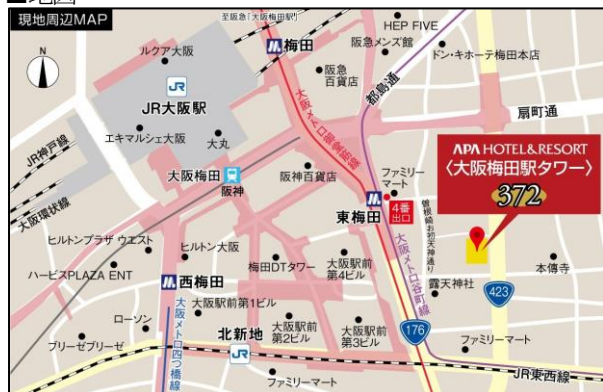 ■地図
現地周辺MAP
至阪急「大阪梅田駅」
N
ルクア大阪
梅田
HEP FIVE
阪急メンズ館
ドン・キホーテ梅田本店
阪急
百貨店
JR
JR大阪駅
大阪メトロ御堂筋線
都島通
扇町通
エキマルシェ大阪
大丸
JR神戸線
大阪環状線
大阪梅田
阪神
阪神百貨店
ファミリー
マート
APA HOTEL&RESORT
〈大阪梅田駅タワー〉
372
東梅田
4番
出口
曽根崎お初天神通り
大阪メトロ谷町線
ヒルトンプラザ ウエスト
ヒルトン大阪
ハービスPLAZA ENT
梅田DTタワー
大阪駅前
第4ビル
本傳寺
西梅田
露天神社
423
大阪メトロ四つ橋線
大阪駅前第1ビル
ローソン
北新地
JR
大阪駅前
第2ビル
大阪駅前
第3ビル
176
ブリーゼブリーゼ
ファミリーマート
ファミリーマート
JR東西線